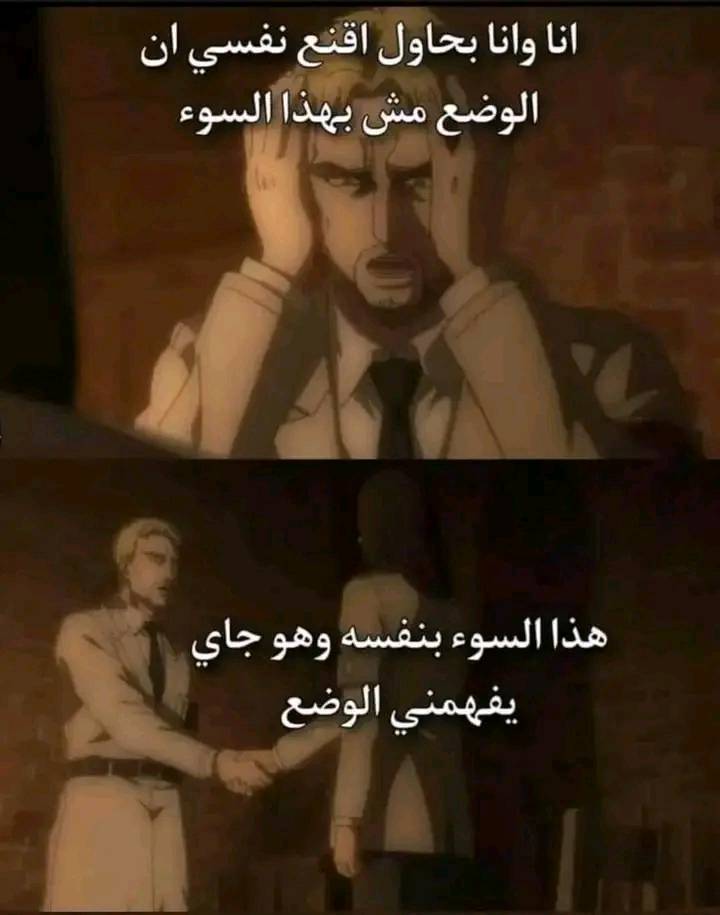 انا وانا بحاول اقنع نفسي ان
الوضع مش بهذا السوء
هذا السوء بنفسه وهو جاي
يفهمني الوضع